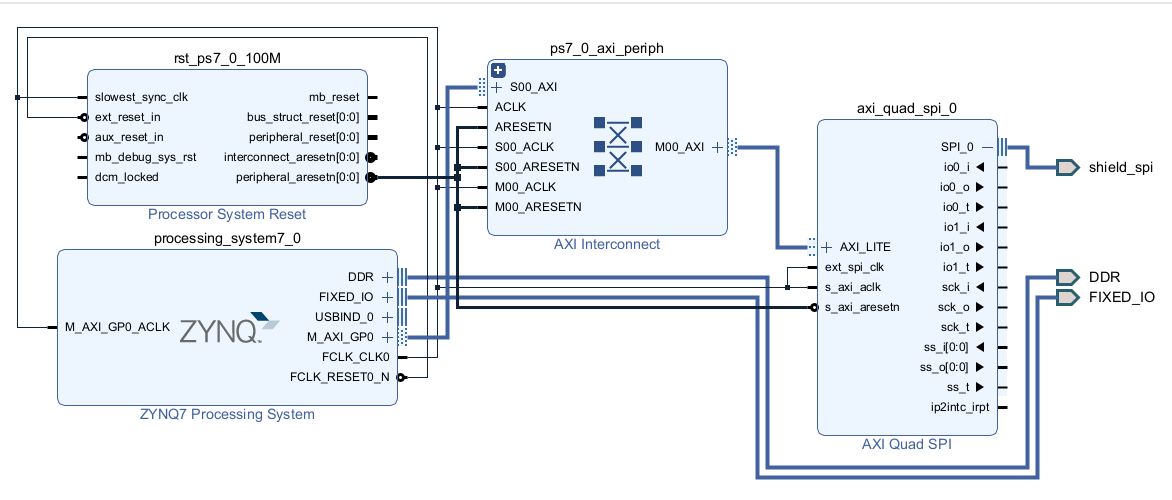 rst_ps7_0_100M
slowest_sync_clk
ext_reset_in
aux_reset_in
mb_debug_sys_rst
dcm_locked
mb_reset
bus_struct_reset[0:0]
peripheral_reset[0:0]
interconnect_aresetn[0:0]
peripheral_aresetn[0:0]
Processor System Reset
processing_system7_0
M_AXI_GP0_ACLK
ZYNQ
DDR
FIXED_IO
USBIND_0
M_AXI_GP0
FCLK_CLK0
FCLK_RESET0_N
ZYNQ7 Processing System
ps7_0_axi_periph
S00_AXI
ACLK
ARESETN
S00_ACLK
S00_ARESETN
M00_ACLK
M00_ARESETN
M00_AXI
AXI Interconnect
axi_quad_spi_0
AXI_LITE
ext_spi_clk
s_axi_aclk
s_axi_aresetn
SPI_0
io0_i
io0_o
io0_t
io1_i
io1_o
io1_t
sck_i
sck_o
sck_t
ss_i[0:0]
ss_o[0:0]
ss_t
ip2intc_irpt
AXI Quad SPI
shield_spi
DDR
FIXED_IO